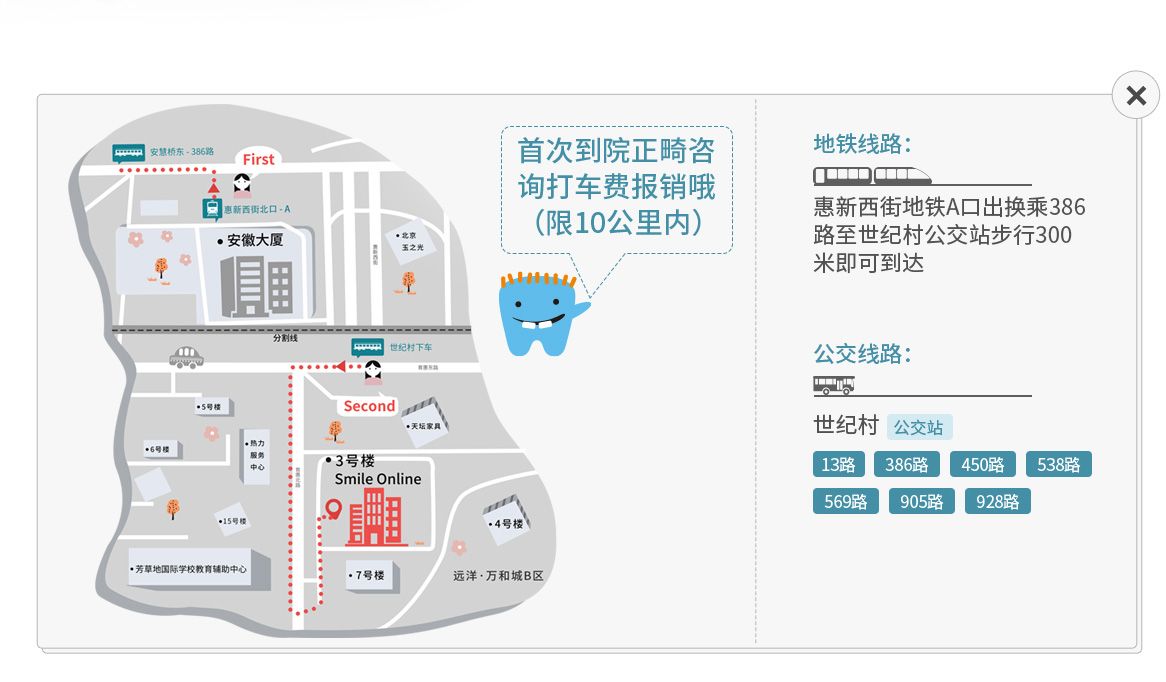 安慧桥东 - 386路
First
惠新西街北口 - A
安徽大厦
惠新西街
北京
玉之光
分割线
世纪村下车
育惠东路
Second
5号楼
天坛家具
6号楼
热力
服务
中心
育惠北路
3号楼
Smile Online
15号楼
4号楼
芳草地国际学校教育辅助中心
7号楼
远洋·万和城B区
首次到院正畸咨
询打车费报销哦
（限10公里内）
地铁线路：
惠新西街地铁A口出换乘386
路至世纪村公交站步行300
米即可到达
公交线路：
世纪村 公交站
13路 386路 450路 538路
569路 905路 928路